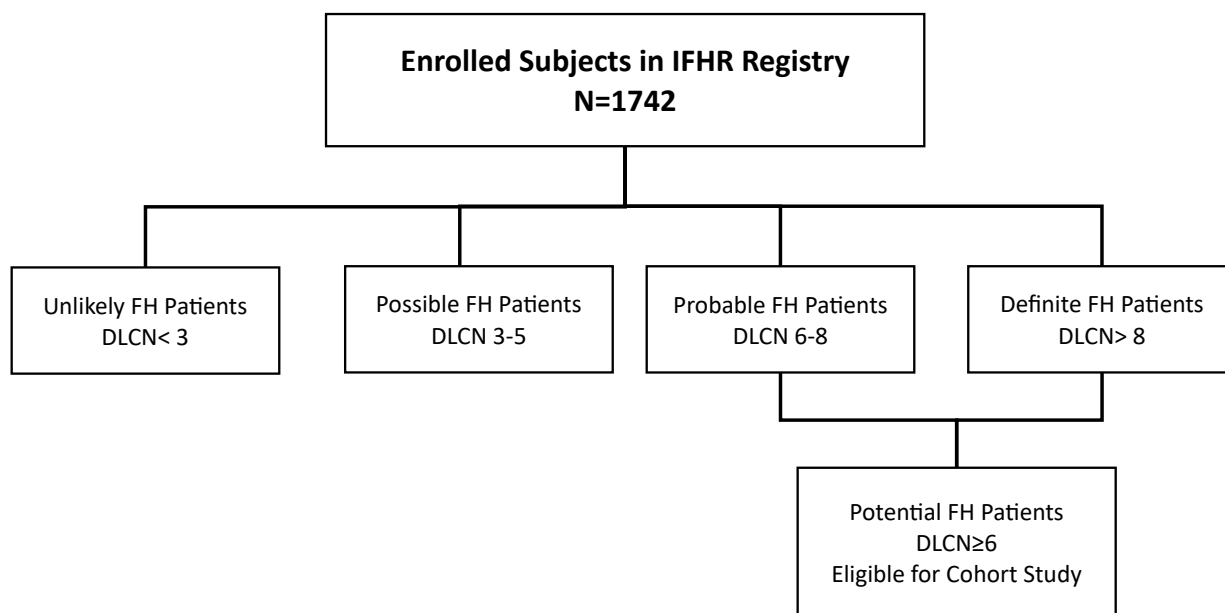 Enrolled Subjects in IFHR Registry
N=1742
Unlikely FH Patients
DLCN< 3
Possible FH Patients
DLCN 3-5
Probable FH Patients
DLCN 6-8
Definite FH Patients
DLCN> 8
Potential FH Patients
DLCN≥6
Eligible for Cohort Study